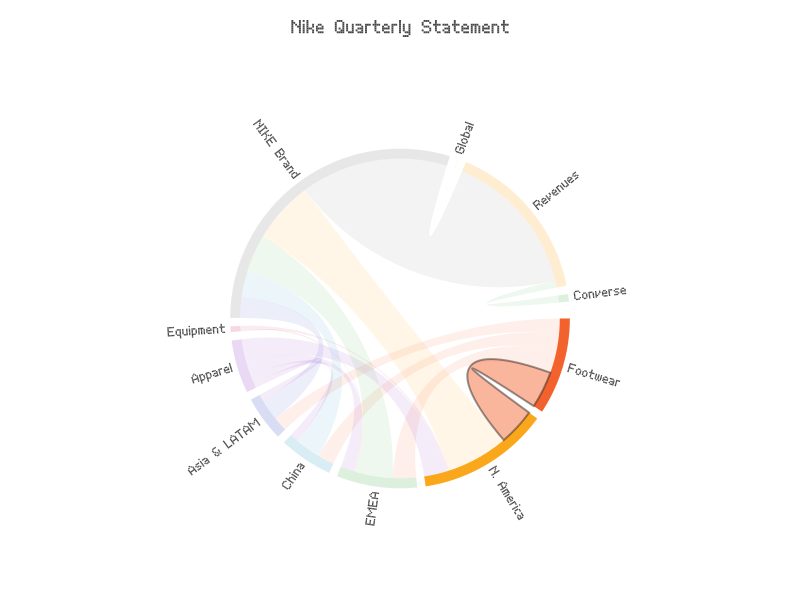 Nike Quarterly Statement
Global
NIKE Brand
Revenues
Converse
Equipment
Footwear
Apparel
Asia & LATAM
China
N. America
EMEA